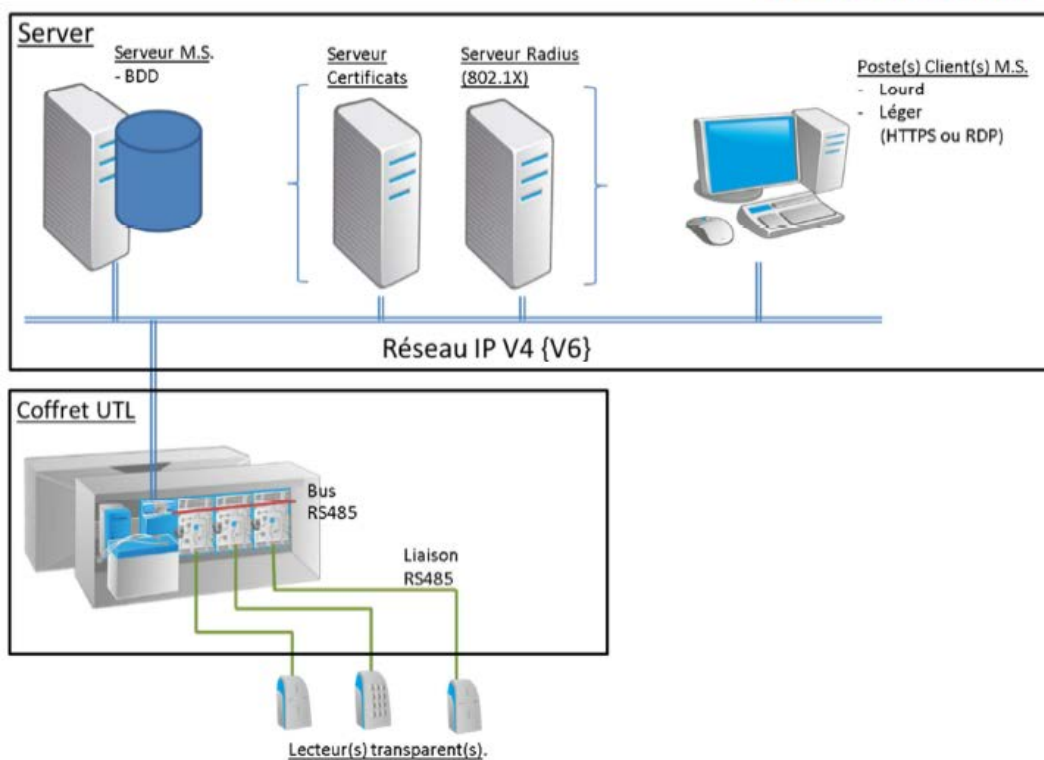 Server
Serveur M.S.
- BDD
Serveur
Certificats
Serveur Radius
(802.1X)
Poste(s) Client(s) M.S.
- Lourd
- Léger
(HTTPS ou RDP)
Réseau IP V4 {V6}
Coffret UTL
Bus
RS485
Liaison
RS485
Lecteur(s) transparent(s).